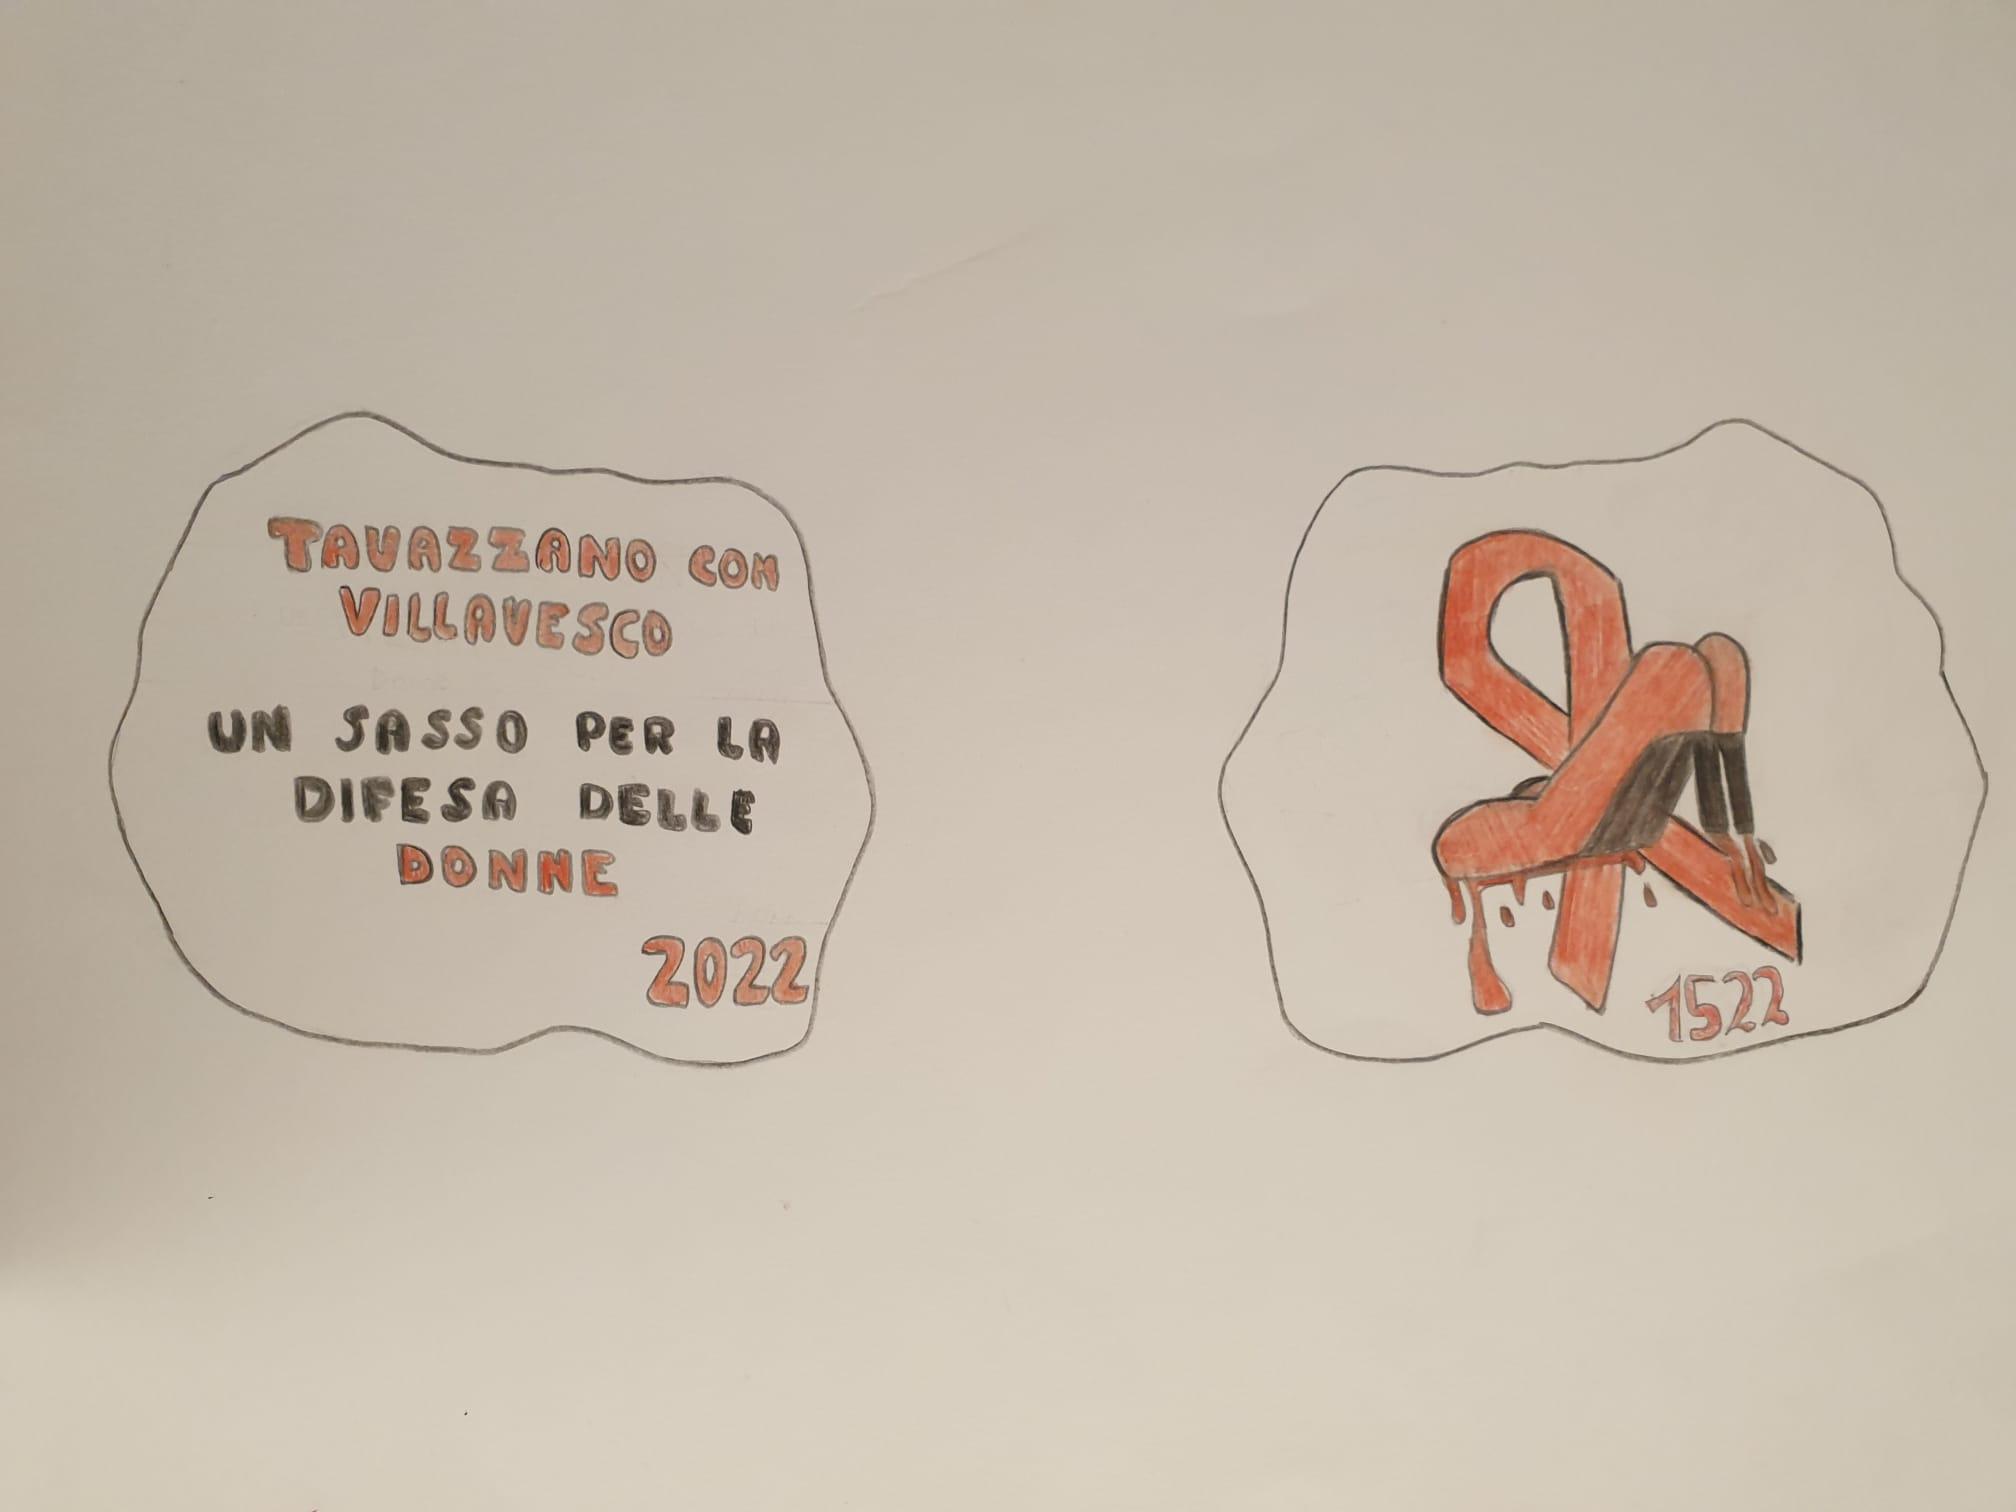 TAVAZZANO CON
VILLAVESCO
UN SASSO PER LA
DIFESA DELLE
DONNE
2022
1522